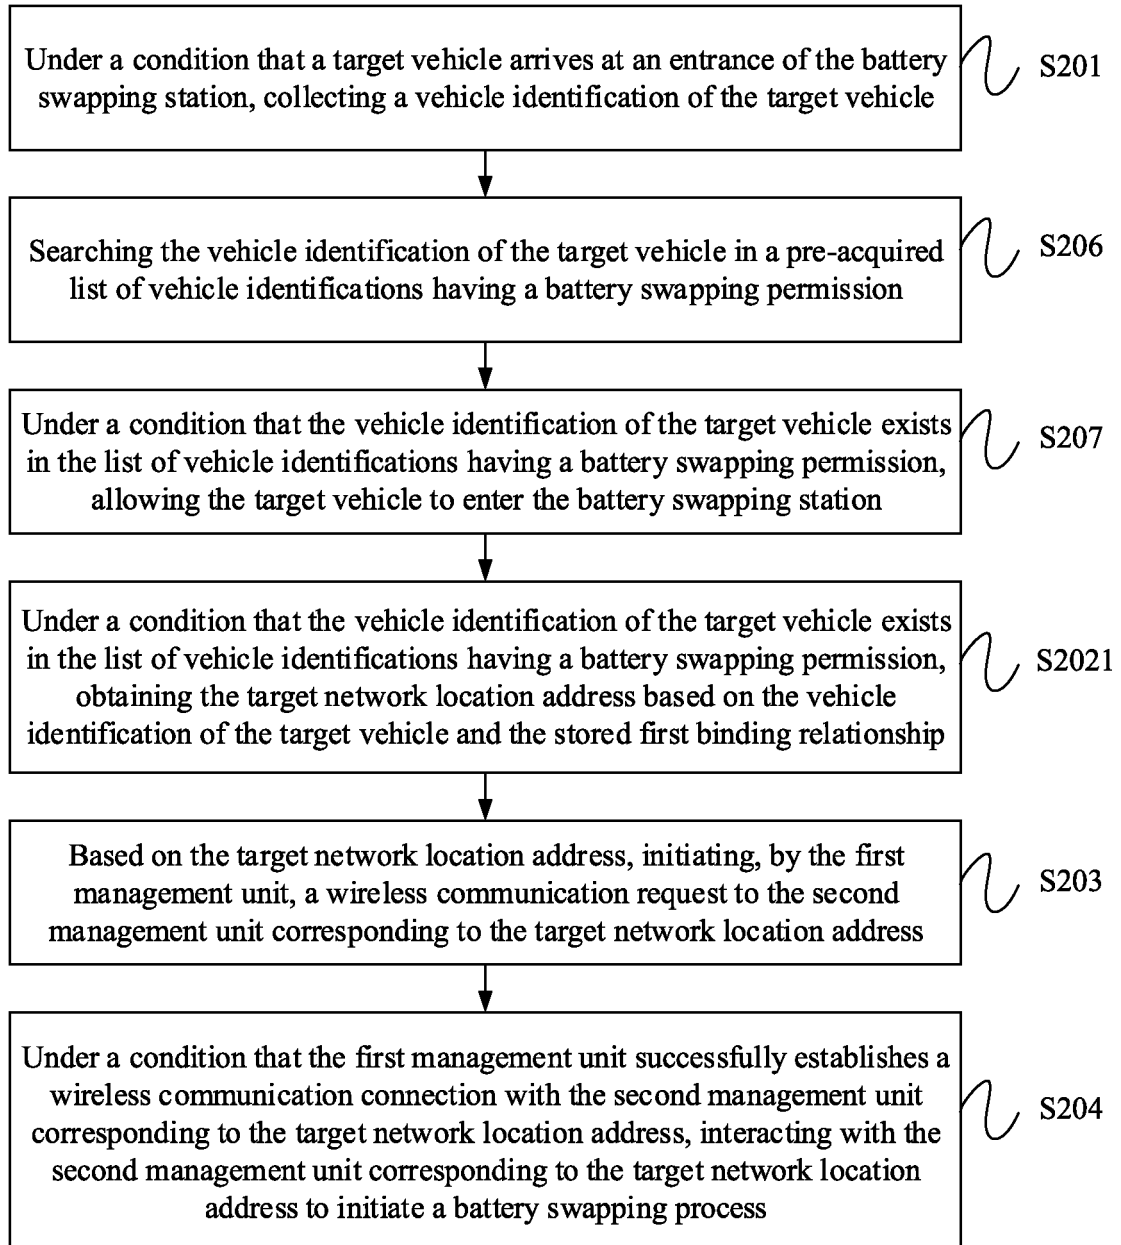 Under a condition that a target vehicle arrives at an entrance of the battery
swapping station, collecting a vehicle identification of the target vehicle
S201
Searching the vehicle identification of the target vehicle in a pre-acquired
list of vehicle identifications having a battery swapping permission
S206
Under a condition that the vehicle identification of the target vehicle exists
in the list of vehicle identifications having a battery swapping permission,
allowing the target vehicle to enter the battery swapping station
S207
Under a condition that the vehicle identification of the target vehicle exists
in the list of vehicle identifications having a battery swapping permission,
obtaining the target network location address based on the vehicle
identification of the target vehicle and the stored first binding relationship
S2021
Based on the target network location address, initiating, by the first
management unit, a wireless communication request to the second
management unit corresponding to the target network location address
S203
Under a condition that the first management unit successfully establishes a
wireless communication connection with the second management unit
corresponding to the target network location address, interacting with the
second management unit corresponding to the target network location
address to initiate a battery swapping process
S204